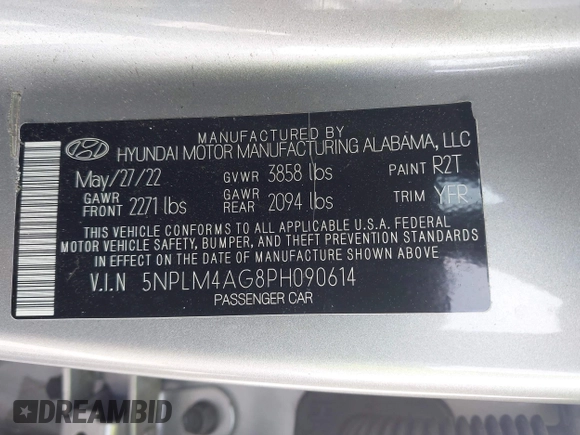 MANUFACTURED BY
HYUNDAI MOTOR MANUFACTURING ALABAMA, LLC
May/27/22 GVWR 3858 lbs PAINT R2T
GAWR FRONT 2271 lbs GAWR REAR 2094 lbs TRIM YFR
THIS VEHICLE CONFORMS TO ALL APPLICABLE U.S.A. FEDERAL
MOTOR VEHICLE SAFETY, BUMPER, AND THEFT PREVENTION STANDARDS
IN EFFECT ON THE DATE OF MANUFACTURE SHOWN ABOVE
V.I.N 5NPLM4AG8PH090614
PASSENGER CAR
DREAMBID